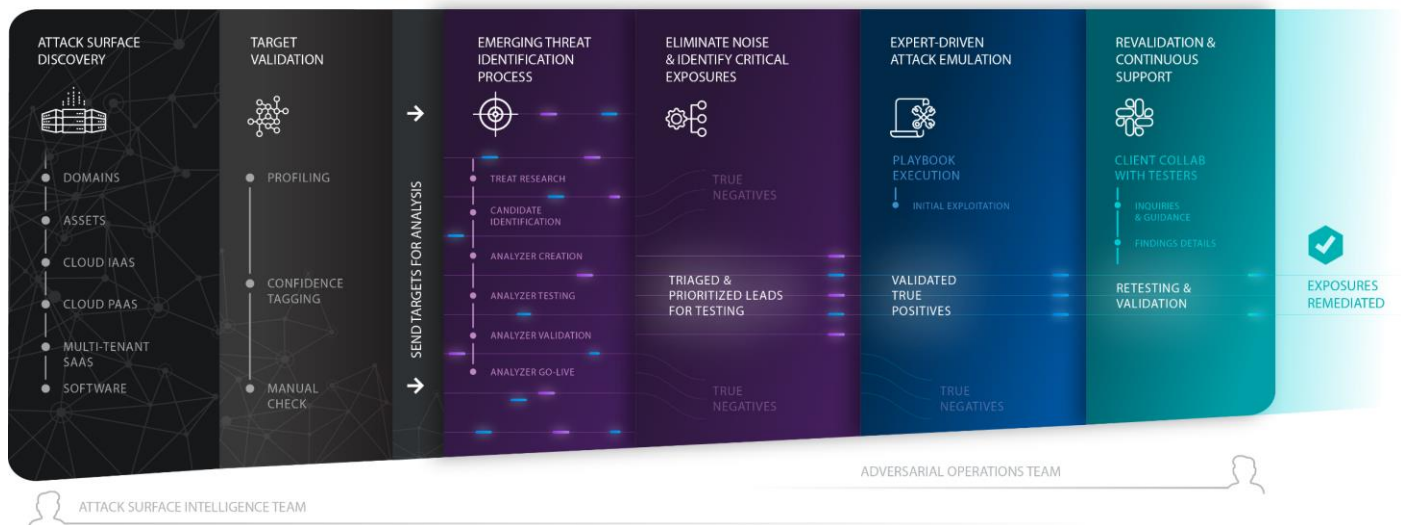 ATTACK SURFACE
DISCOVERY
DOMAINS
ASSETS
CLOUD IAAS
CLOUD PAAS
MULTI-TENANT
SAAS
SOFTWARE
TARGET
VALIDATION
PROFILING
CONFIDENCE
TAGGING
MANUAL
CHECK
SEND TARGETS FOR ANALYSIS
EMERGING THREAT
IDENTIFICATION
PROCESS
TREAT RESEARCH
CANDIDATE
IDENTIFICATION
ANALYZER CREATION
ANALYZER TESTING
ANALYZER VALIDATION
ANALYZER GO-LIVE
ELIMINATE NOISE
& IDENTIFY CRITICAL
EXPOSURES
TRUE
NEGATIVES
TRIAGED &
PRIORITIZED LEADS
FOR TESTING
TRUE
NEGATIVES
EXPERT-DRIVEN
ATTACK EMULATION
PLAYBOOK
EXECUTION
INITIAL EXPLOITATION
VALIDATED
TRUE
POSITIVES
TRUE
NEGATIVES
REVALIDATION &
CONTINUOUS
SUPPORT
CLIENT COLLAB
WITH TESTERS
INQUIRIES
& GUIDANCE
FINDINGS DETAILS
RETESTING &
VALIDATION
EXPOSURES
REMEDIATED
ADVERSARIAL OPERATIONS TEAM
ATTACK SURFACE INTELLIGENCE TEAM